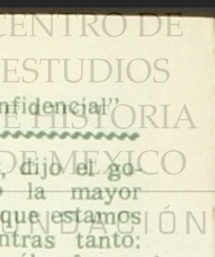 CENTRO DE
ESTUDIOS
nfidencial"
DE HISTORIA
, dijo el go-
DE MEXICO
la mayor
que estamos
FUNDACIÓN
ntras tanto: